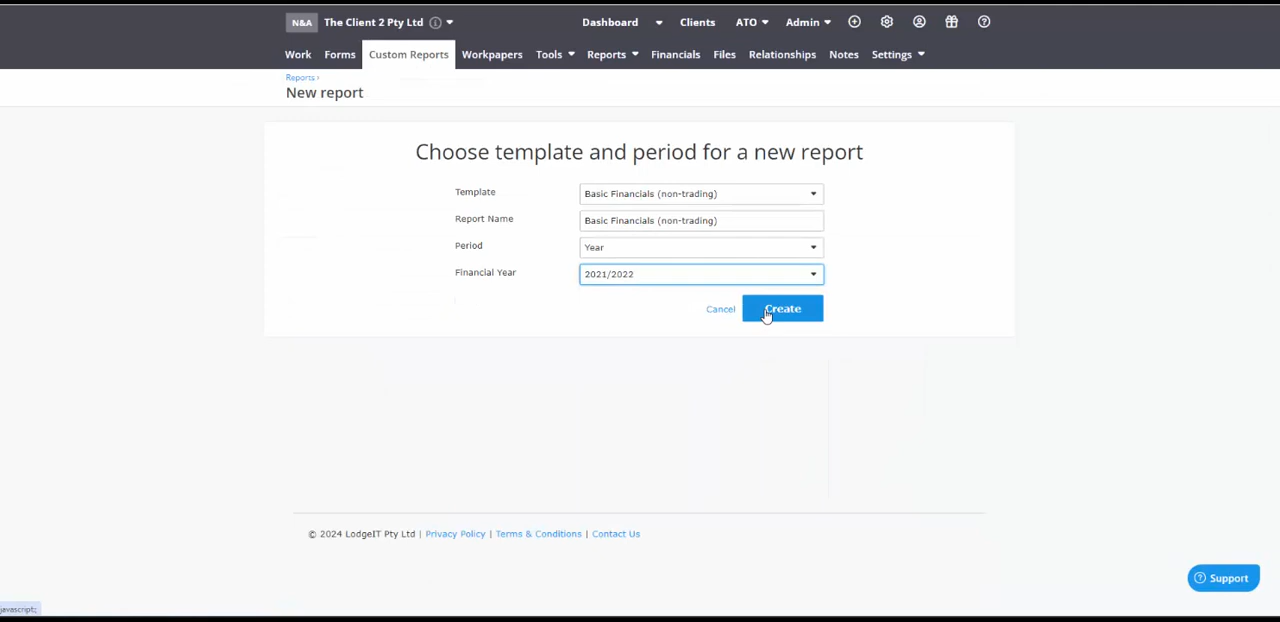 N&A The Client 2 Pty Ltd Dashboard Clients ATO Admin
Work Forms Custom Reports Workpapers Tools Reports Financials Files Relationships Notes Settings
Reports ›
New report
Choose template and period for a new report
Template Basic Financials (non-trading)
Report Name Basic Financials (non-trading)
Period Year
Financial Year 2021/2022
Cancel Create
© 2024 LodgeIT Pty Ltd | Privacy Policy | Terms & Conditions | Contact Us
Support
javascript: